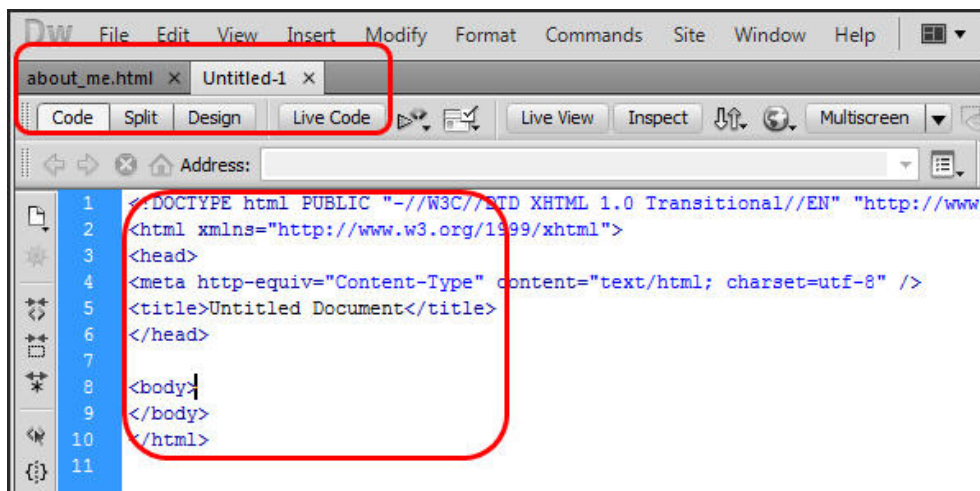 Dw File Edit View Insert Modify Format Commands Site Window Help
about_me.html × Untitled-1 ×
Code Split Design Live Code Live View Inspect Multiscreen
Address:
1 <!DOCTYPE html PUBLIC "-//W3C//DTD XHTML 1.0 Transitional//EN" "http://www
2 <html xmlns="http://www.w3.org/1999/xhtml">
3 <head>
4 <meta http-equiv="Content-Type" content="text/html; charset=utf-8" />
5 <title>Untitled Document</title>
6 </head>
7
8 <body>
9 </body>
10 </html>
11